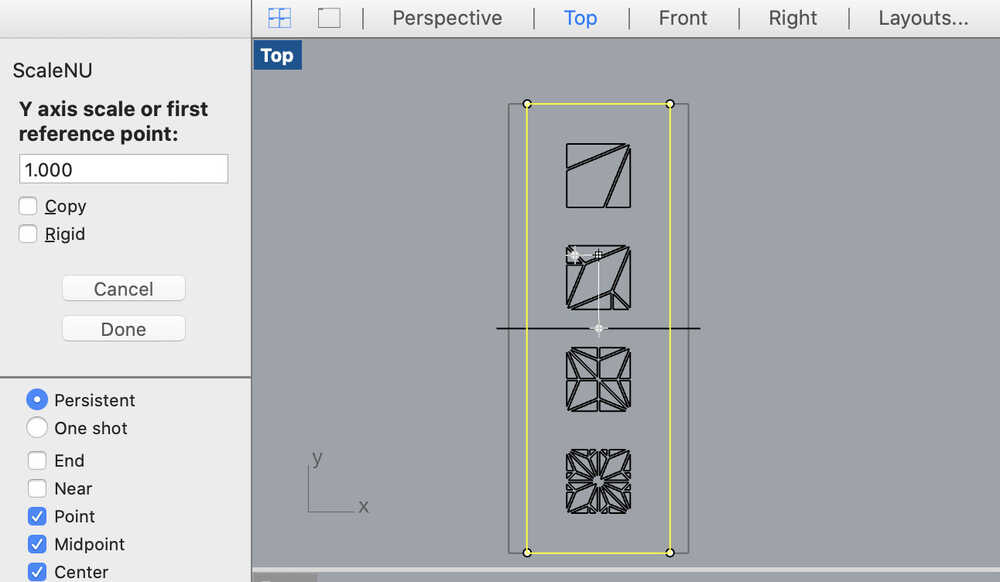 Perspective
Top
Front
Right
Layouts...
Top
ScaleNU
Y axis scale or first
reference point:
1.000
Copy
Rigid
Cancel
Done
Persistent
One shot
End
Near
Point
Midpoint
Center
y
x